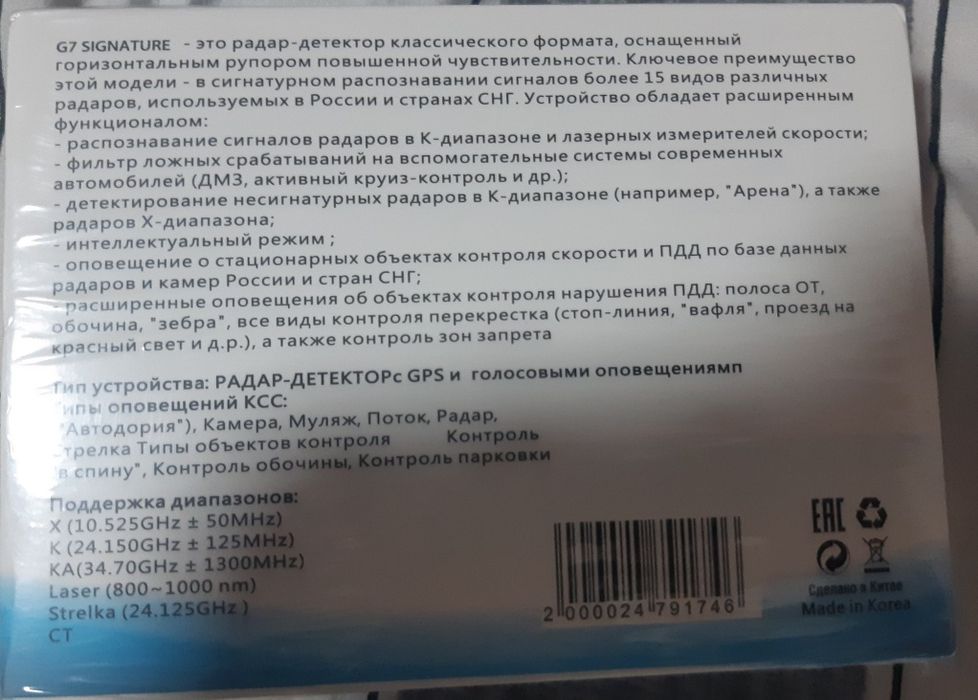 G7 SIGNATURE - это радар-детектор классического формата, оснащенный
горизонтальным рупором повышенной чувствительности. Ключевое преимущество
этой модели - в сигнатурном распознавании сигналов более 15 видов различных
радаров, используемых в России и странах СНГ. Устройство обладает расширенным
функционалом:
- распознавание сигналов радаров в К-диапазоне и лазерных измерителей скорости;
- фильтр ложных срабатываний на вспомогательные системы современных
автомобилей (ДМЗ, активный круиз-контроль и др.);
- детектирование несигнатурных радаров в К-диапазоне (например, "Арена"), а также
радаров Х-диапазона;
- интеллектуальный режим ;
- оповещение о стационарных объектах контроля скорости и ПДД по базе данных
радаров и камер России и стран СНГ;
- расширенные оповещения об объектах контроля нарушения ПДД: полоса ОТ,
обочина, "зебра", все виды контроля перекрестка (стоп-линия, "вафля", проезд на
красный свет и д.р.), а также контроль зон запрета
Тип устройства: РАДАР-ДЕТЕКТОРс GPS и голосовыми оповещениямп
Типы оповещений КСС:
"Автодория"), Камера, Муляж, Поток, Радар,
Стрелка Типы объектов контроля Контроль
"в спину", Контроль обочины, Контроль парковки
Поддержка диапазонов:
X (10.525GHz ± 50MHz)
K (24.150GHz ± 125MHz)
KA(34.70GHz ± 1300MHz)
Laser (800~1000 nm)
Strelka (24.125GHz )
СТ
2 000024 791746
EAC
Сделано в Китае
Made in Korea